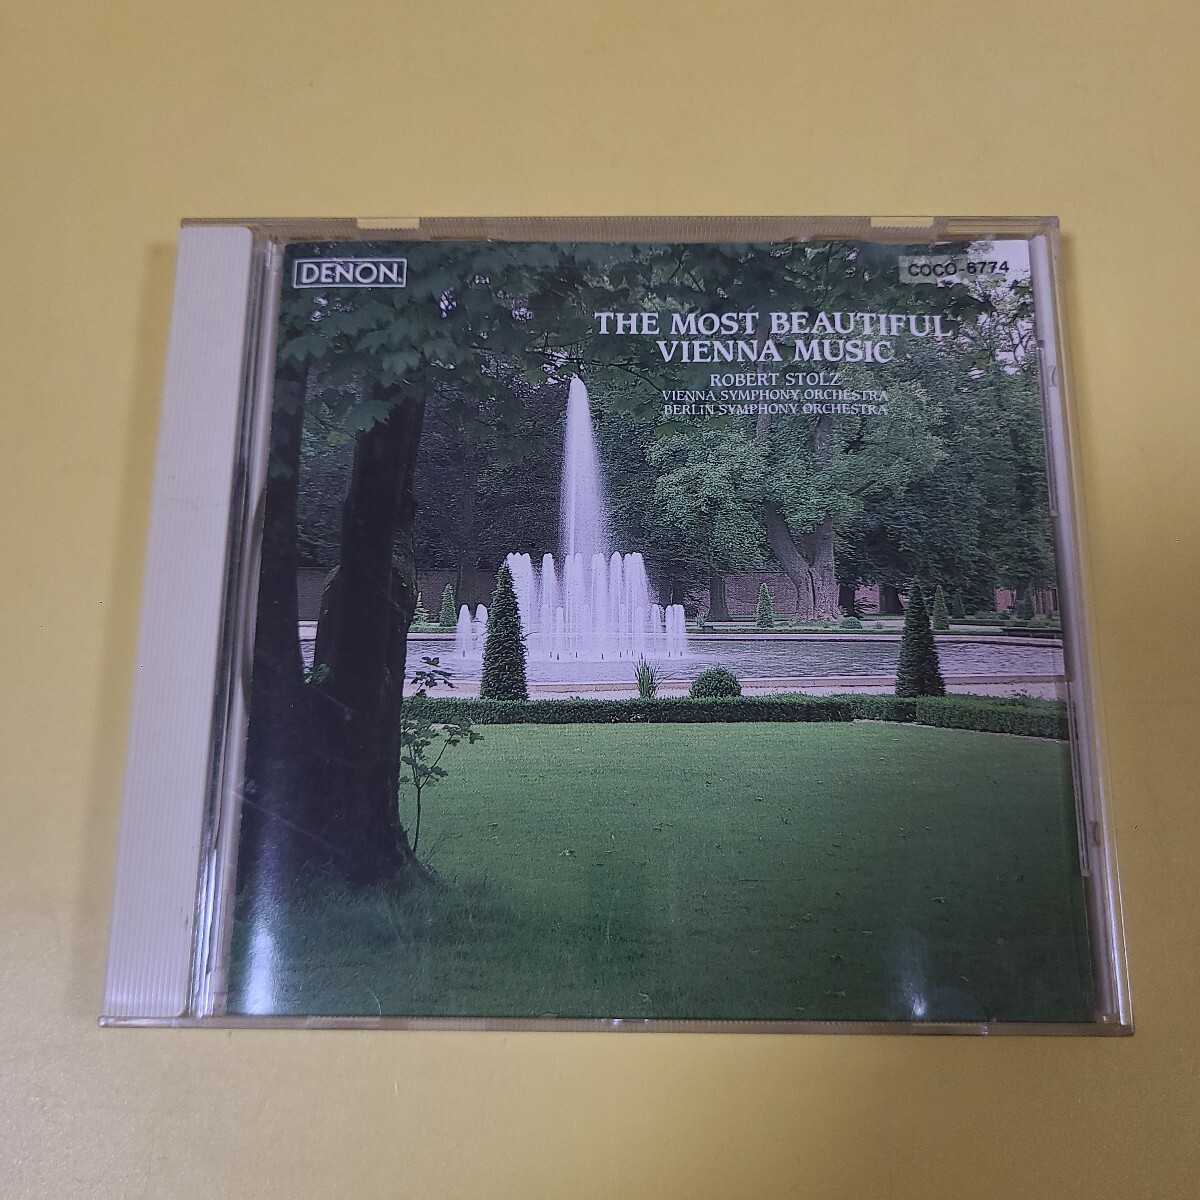 DENON
COCO-6774
THE MOST BEAUTIFUL
VIENNA MUSIC
ROBERT STOLZ
VIENNA SYMPHONY ORCHESTRA
BERLIN SYMPHONY ORCHESTRA